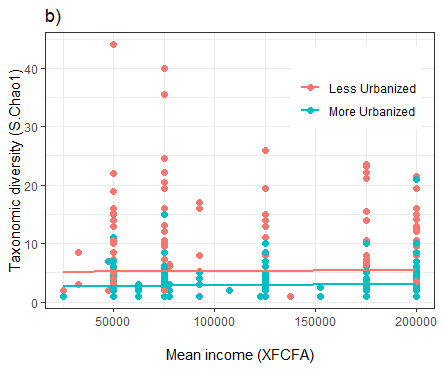 b)
Taxonomic diversity (S.Chao1)
40
30
20
10
0
Less Urbanized
More Urbanized
50000 100000 150000 200000
Mean income (XFCFA)